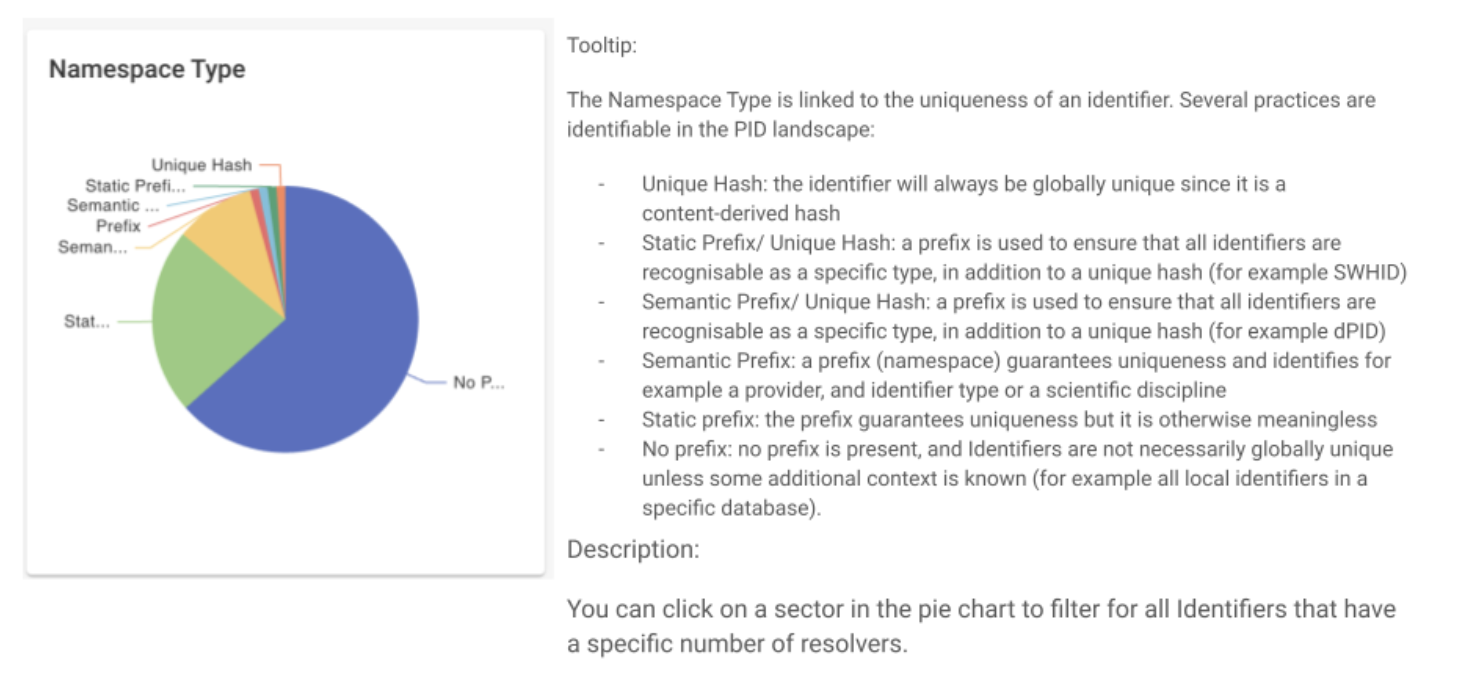 Namespace Type
Unique Hash
Static Prefi...
Semantic ...
Prefix
Seman...
Stat...
No P...
Tooltip:
The Namespace Type is linked to the uniqueness of an identifier. Several practices are
identifiable in the PID landscape:
- Unique Hash: the identifier will always be globally unique since it is a
content-derived hash
- Static Prefix/ Unique Hash: a prefix is used to ensure that all identifiers are
recognisable as a specific type, in addition to a unique hash (for example SWHID)
- Semantic Prefix/ Unique Hash: a prefix is used to ensure that all identifiers are
recognisable as a specific type, in addition to a unique hash (for example dPID)
- Semantic Prefix: a prefix (namespace) guarantees uniqueness and identifies for
example a provider, and identifier type or a scientific discipline
- Static prefix: the prefix guarantees uniqueness but it is otherwise meaningless
- No prefix: no prefix is present, and Identifiers are not necessarily globally unique
unless some additional context is known (for example all local identifiers in a
specific database).
Description:
You can click on a sector in the pie chart to filter for all Identifiers that have
a specific number of resolvers.